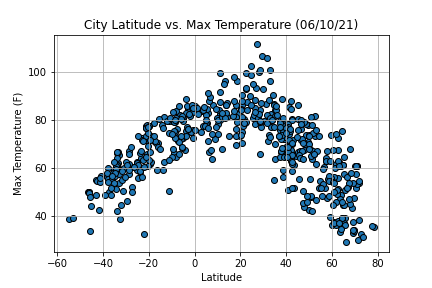 City Latitude vs. Max Temperature (06/10/21)
Max Temperature (F)
100
80
60
40
−60 −40 −20 0 20 40 60 80
Latitude